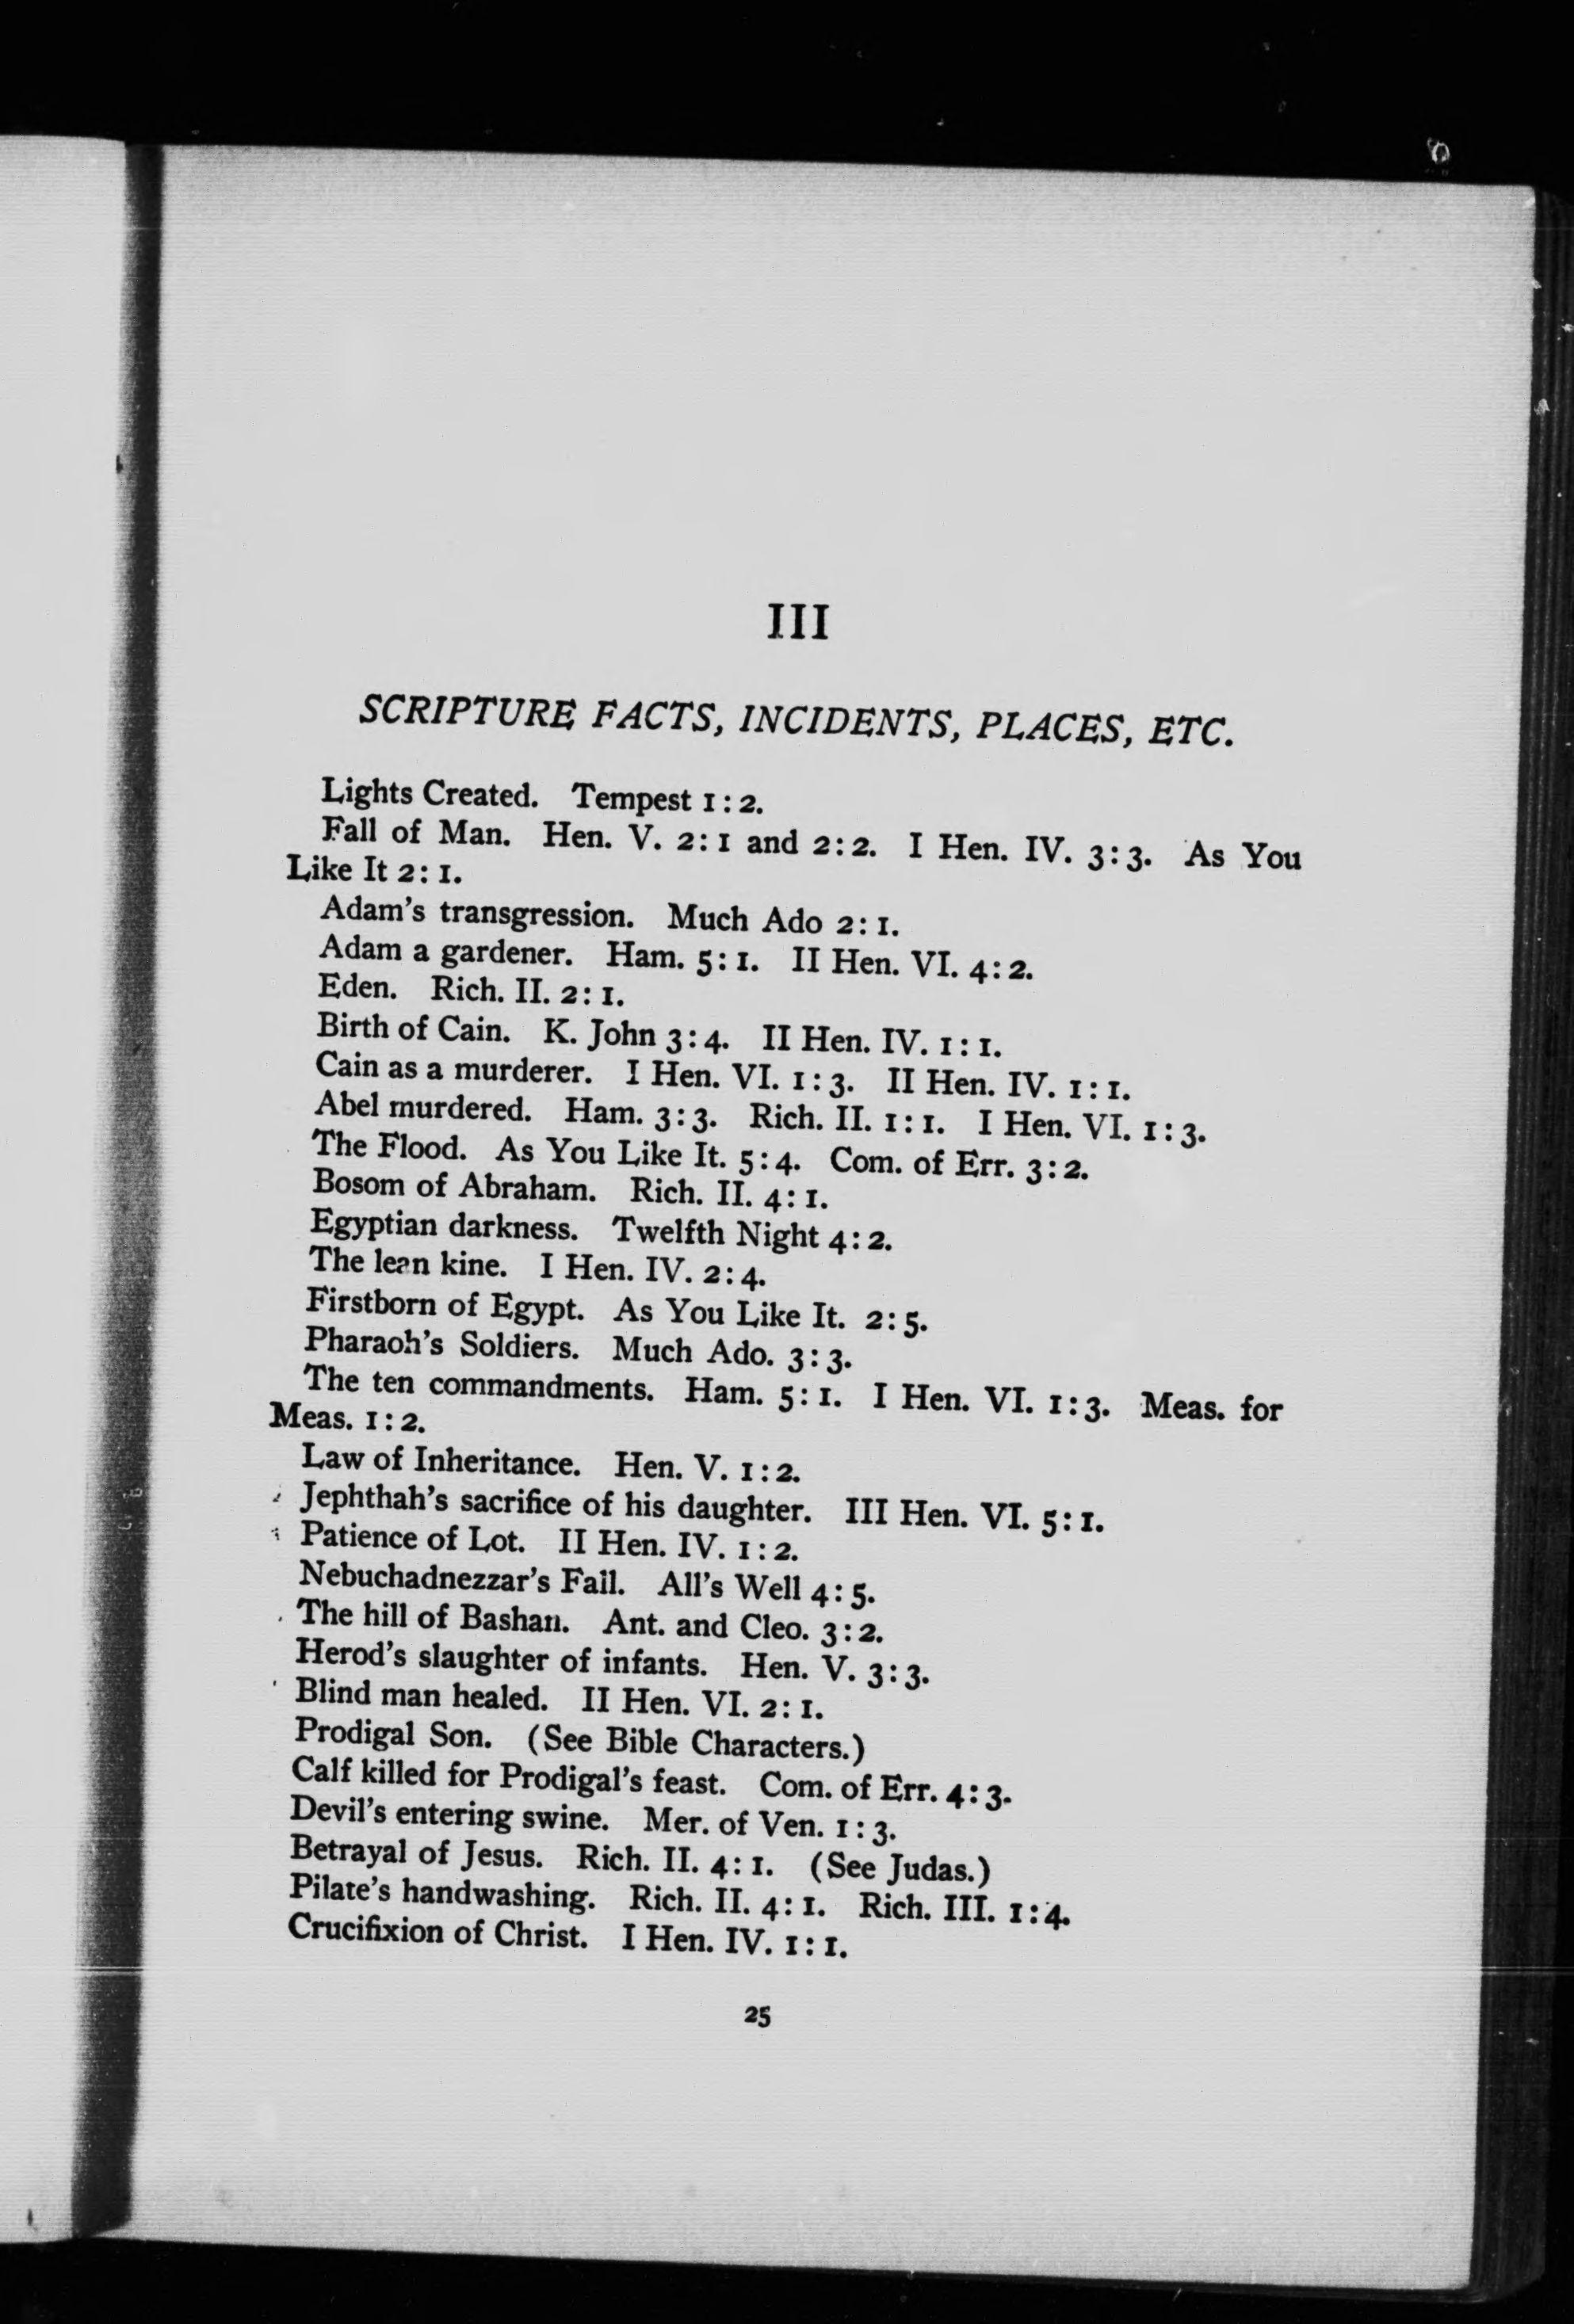 III
SCRIPTURE FACTS, INCIDENTS, PLACES, ETC.
Lights Created. Tempest 1:2.
Fall of Man. Hen. V. 2:1 and 2:2. I Hen. IV. 3:3. As You
Like It 2:1.
Adam's transgression. Much Ado 2:1.
Adam a gardener. Ham. 5:1. II Hen. VI. 4:2.
Eden. Rich. II. 2:1.
Birth of Cain. K. John 3:4. II Hen. IV. 1:1.
Cain as a murderer. I Hen. VI. 1:3. II Hen. IV. 1:1.
Abel murdered. Ham. 3:3. Rich. II. 1:1. I Hen. VI. 1:3.
The Flood. As You Like It. 5:4. Com. of Err. 3:2.
Bosom of Abraham. Rich. II. 4:1.
Egyptian darkness. Twelfth Night 4:2.
The lean kine. I Hen. IV. 2:4.
Firstborn of Egypt. As You Like It. 2:5.
Pharaoh's Soldiers. Much Ado. 3:3.
The ten commandments. Ham. 5:1. I Hen. VI. 1:3. Meas. for
Meas. 1:2.
Law of Inheritance. Hen. V. 1:2.
Jephthah's sacrifice of his daughter. III Hen. VI. 5:1.
Patience of Lot. II Hen. IV. 1:2.
Nebuchadnezzar's Fall. All's Well 4:5.
The hill of Bashan. Ant. and Cleo. 3:2.
Herod's slaughter of infants. Hen. V. 3:3.
Blind man healed. II Hen. VI. 2:1.
Prodigal Son. (See Bible Characters.)
Calf killed for Prodigal's feast. Com. of Err. 4:3.
Devil's entering swine. Mer. of Ven. 1:3.
Betrayal of Jesus. Rich. II. 4:1. (See Judas.)
Pilate's handwashing. Rich. II. 4:1. Rich. III. 1:4.
Crucifixion of Christ. I Hen. IV. 1:1.
25